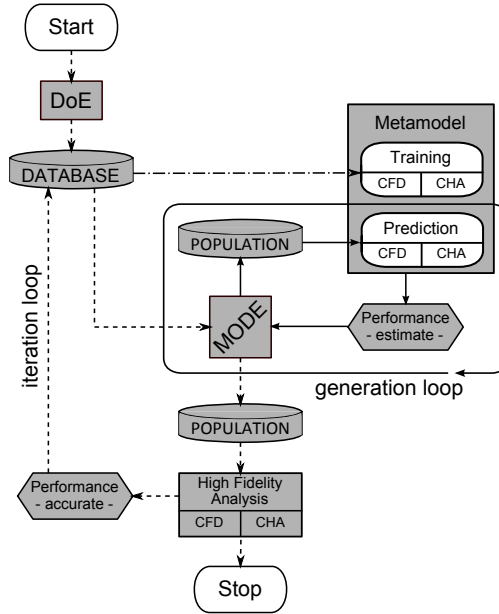 Start
DoE
DATABASE
Metamodel
Training
CFD CHA
Prediction
CFD CHA
POPULATION
MODE
Performance
- estimate -
generation loop
iteration loop
POPULATION
High Fidelity
Analysis
CFD CHA
Performance
- accurate -
Stop